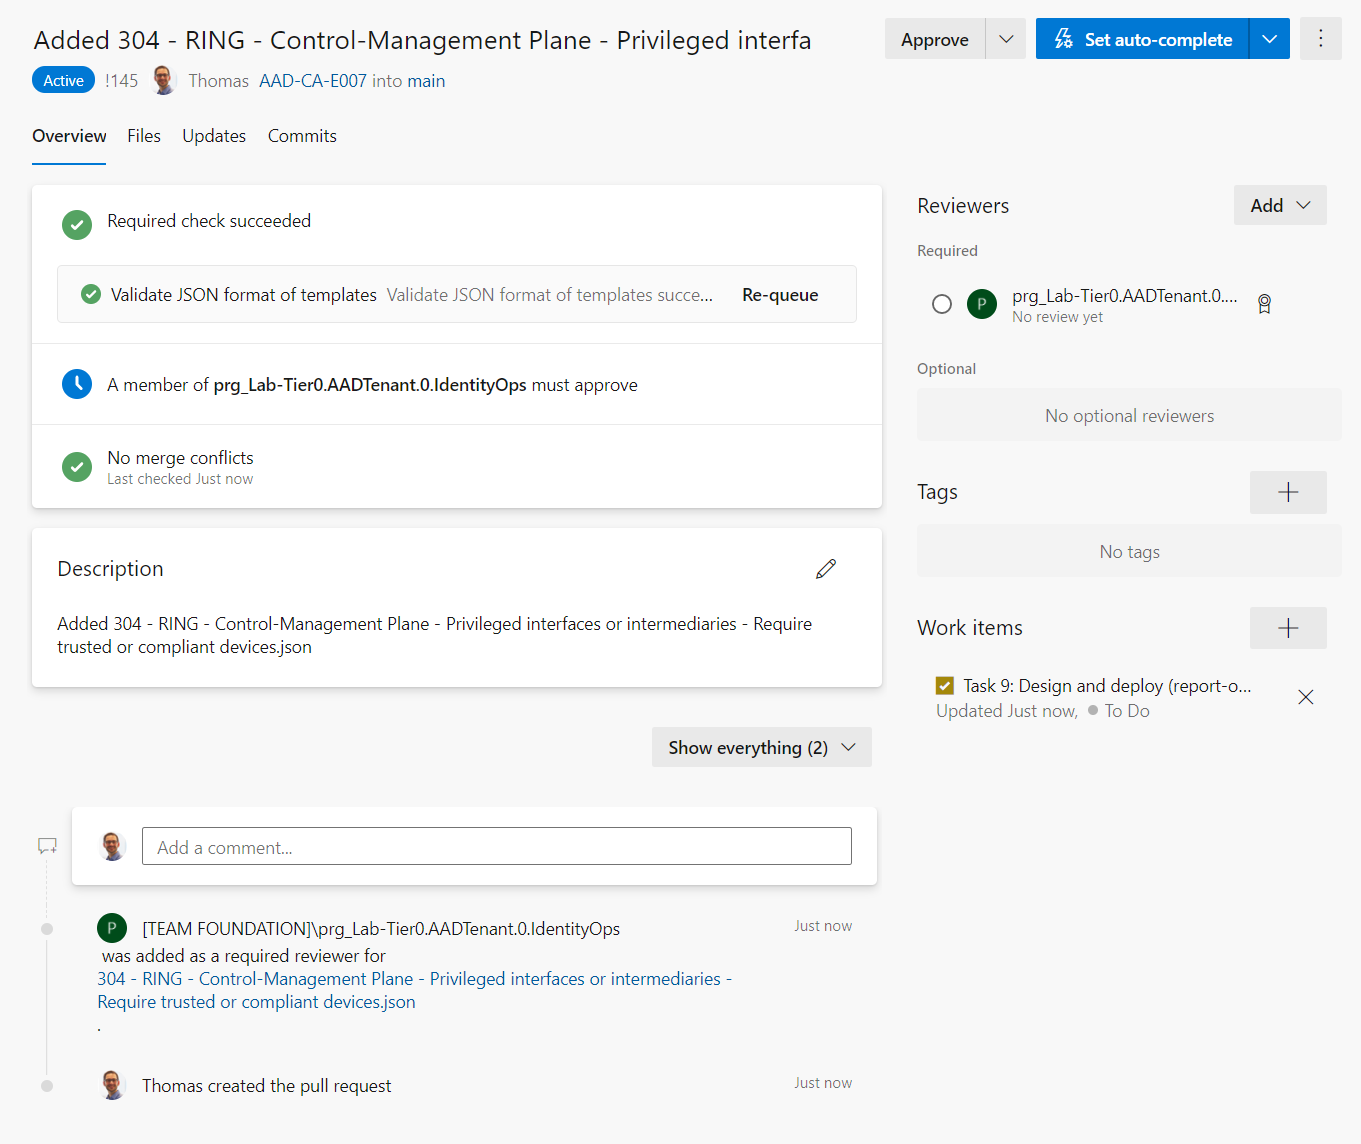 Added 304 - RING - Control-Management Plane - Privileged interfa
Approve
Set auto-complete
Active !145 Thomas AAD-CA-E007 into main
Overview Files Updates Commits
Required check succeeded
Validate JSON format of templates Validate JSON format of templates succe... Re-queue
A member of prg_Lab-Tier0.AADTenant.0.IdentityOps must approve
No merge conflicts
Last checked Just now
Description
Added 304 - RING - Control-Management Plane - Privileged interfaces or intermediaries - Require
trusted or compliant devices.json
Show everything (2)
Add a comment...
P [TEAM FOUNDATION]\prg_Lab-Tier0.AADTenant.0.IdentityOps Just now
was added as a required reviewer for
304 - RING - Control-Management Plane - Privileged interfaces or intermediaries -
Require trusted or compliant devices.json
.
Thomas created the pull request Just now
Reviewers Add
Required
P prg_Lab-Tier0.AADTenant.0....
No review yet
Optional
No optional reviewers
Tags
No tags
Work items
Task 9: Design and deploy (report-o...
Updated Just now, To Do